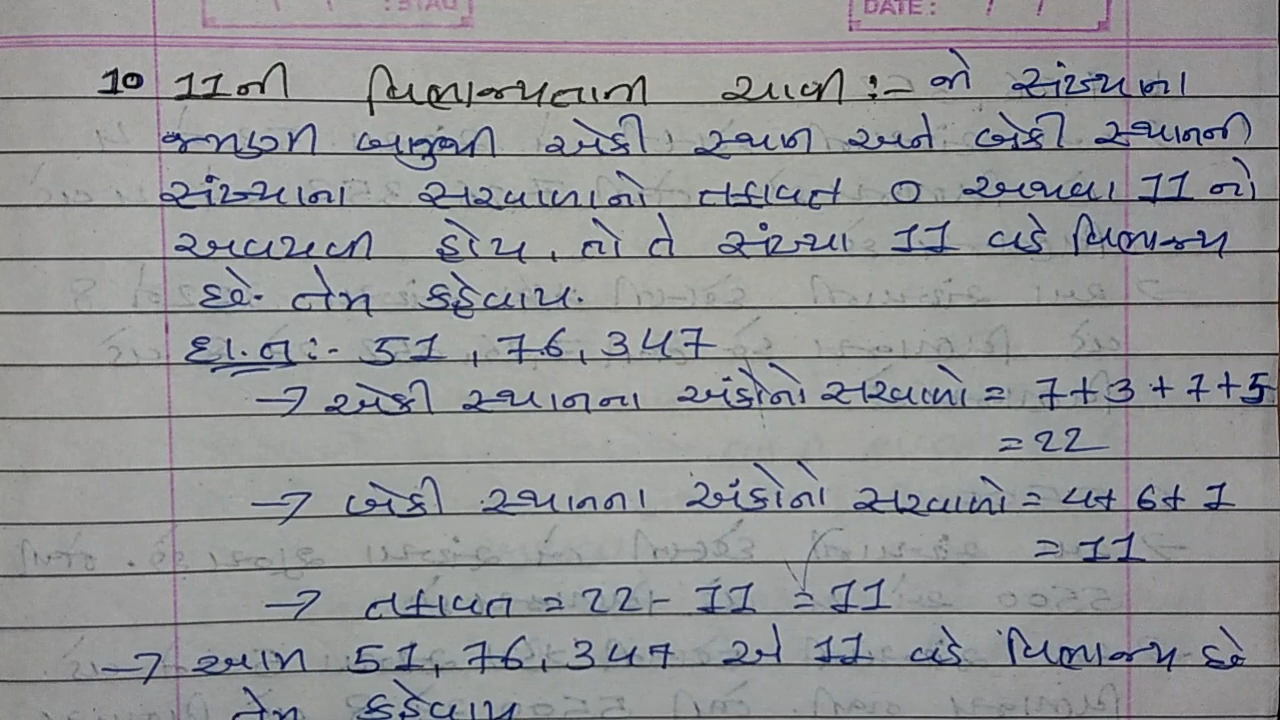 DATE: / /
10 11ની વિભાજ્યતાની ચાવી :- જો સંખ્યાના
જમણી બાજુથી એકી સ્થાન અને બેકી સ્થાનની
સંખ્યાના સરવાળાનો તફાવત 0 અથવા 11 નો
અવયવી હોય, તો તે સંખ્યા 11 વડે વિભાજ્ય
છે. તેમ કહેવાય.
દા.ત.:- 51,76,347
→ એકી સ્થાનના અંકોનો સરવાળો = 7+3+7+5
=22
→ બેકી સ્થાનના અંકોનો સરવાળો = 4+6+1
= 11
→ તફાવત = 22 - 11 = 11
→ આમ 51,76,347 એ 11 વડે વિભાજ્ય છે
તેમ કહેવાય